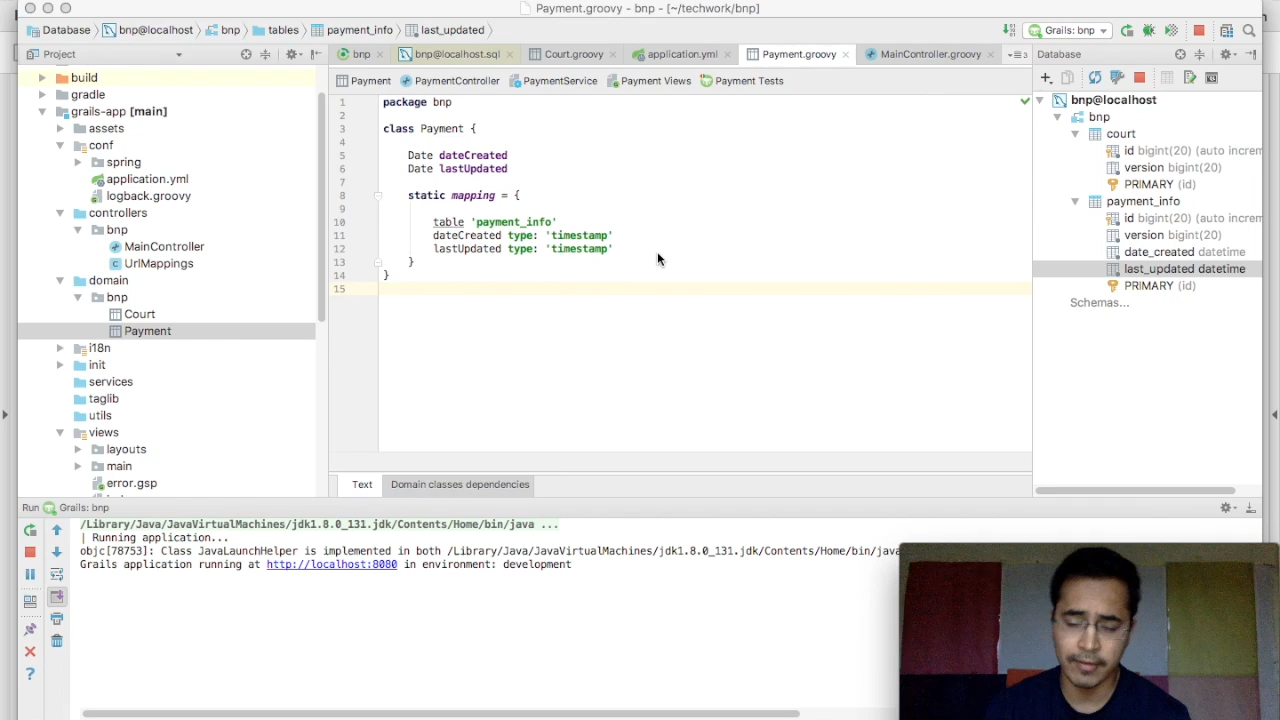 Payment.groovy - bnp - [~/techwork/bnp]
Database bnp@localhost bnp tables payment_info last_updated
Grails: bnp
Project
bnp bnp@localhost.sql Court.groovy application.yml Payment.groovy MainController.groovy
Database
Payment PaymentController PaymentService Payment Views Payment Tests
build
gradle
grails-app [main]
assets
conf
spring
application.yml
logback.groovy
controllers
bnp
MainController
UrlMappings
domain
bnp
Court
Payment
i18n
init
services
taglib
utils
views
layouts
main
error.gsp
1 package bnp
2
3 class Payment {
4
5 Date dateCreated
6 Date lastUpdated
7
8 static mapping = {
9
10 table 'payment_info'
11 dateCreated type: 'timestamp'
12 lastUpdated type: 'timestamp'
13 }
14 }
15
Text Domain classes dependencies
bnp@localhost
bnp
court
id bigint(20) (auto increm
version bigint(20)
PRIMARY (id)
payment_info
id bigint(20) (auto increm
version bigint(20)
date_created datetime
last_updated datetime
PRIMARY (id)
Schemas...
Run Grails: bnp
/Library/Java/JavaVirtualMachines/jdk1.8.0_131.jdk/Contents/Home/bin/java ...
| Running application...
objc[78753]: Class JavaLaunchHelper is implemented in both /Library/Java/JavaVirtualMachines/jdk1.8.0_131.jdk/Contents/Home/bin/java
Grails application running at http://localhost:8080 in environment: development